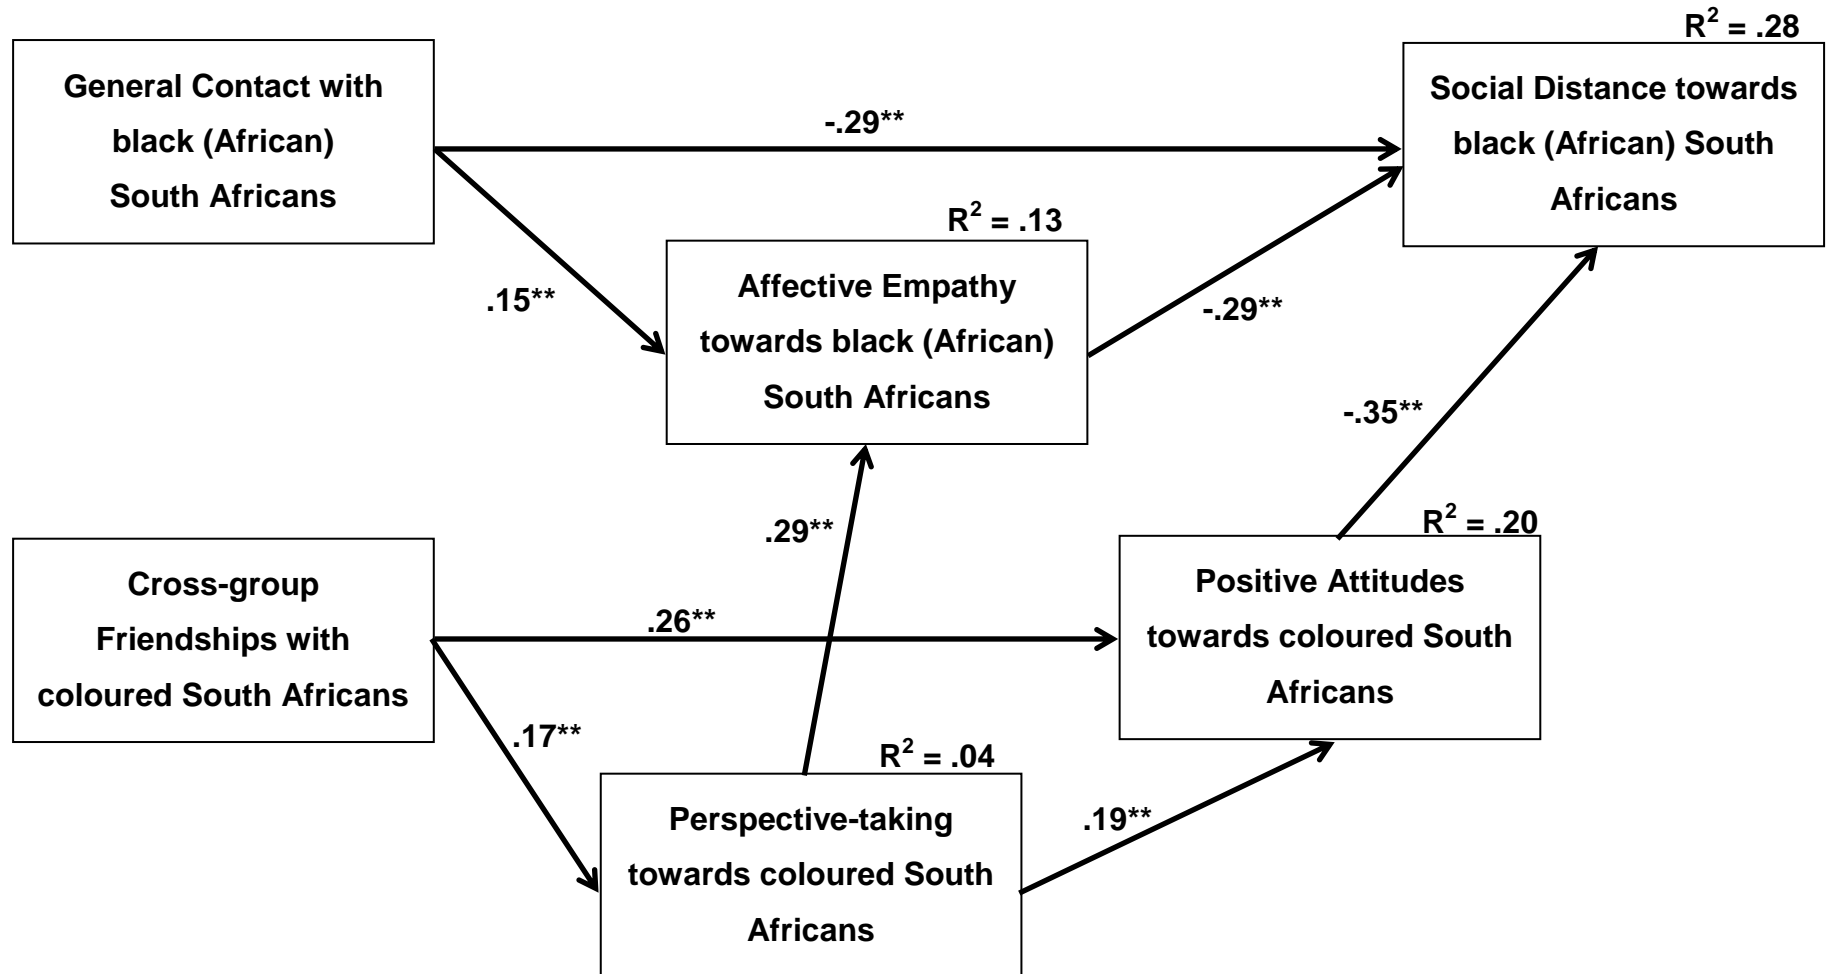 R² = .28
General Contact with
black (African)
South Africans
Social Distance towards
black (African) South
Africans
-.29**
R² = .13
.15**
Affective Empathy
towards black (African)
South Africans
-.29**
-.35**
.29**
R² = .20
Cross-group
Friendships with
coloured South Africans
.26**
Positive Attitudes
towards coloured South
Africans
.17**
R² = .04
Perspective-taking
towards coloured South
Africans
.19**